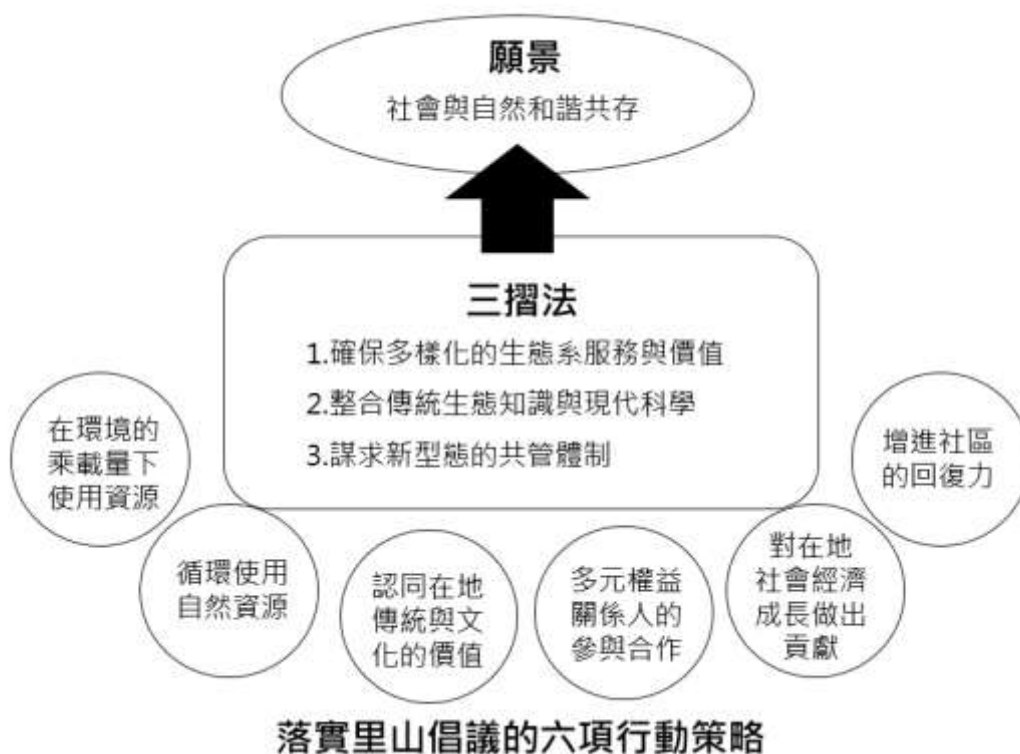 願景
社會與自然和諧共存
三摺法
1.確保多樣化的生態系服務與價值
2.整合傳統生態知識與現代科學
3.謀求新型態的共管體制
在環境的
乘載量下
使用資源
循環使用
自然資源
認同在地
傳統與文
化的價值
多元權益
關係人的
參與合作
對在地
社會經濟
成長做出
貢獻
增進社區
的回復力
落實里山倡議的六項行動策略